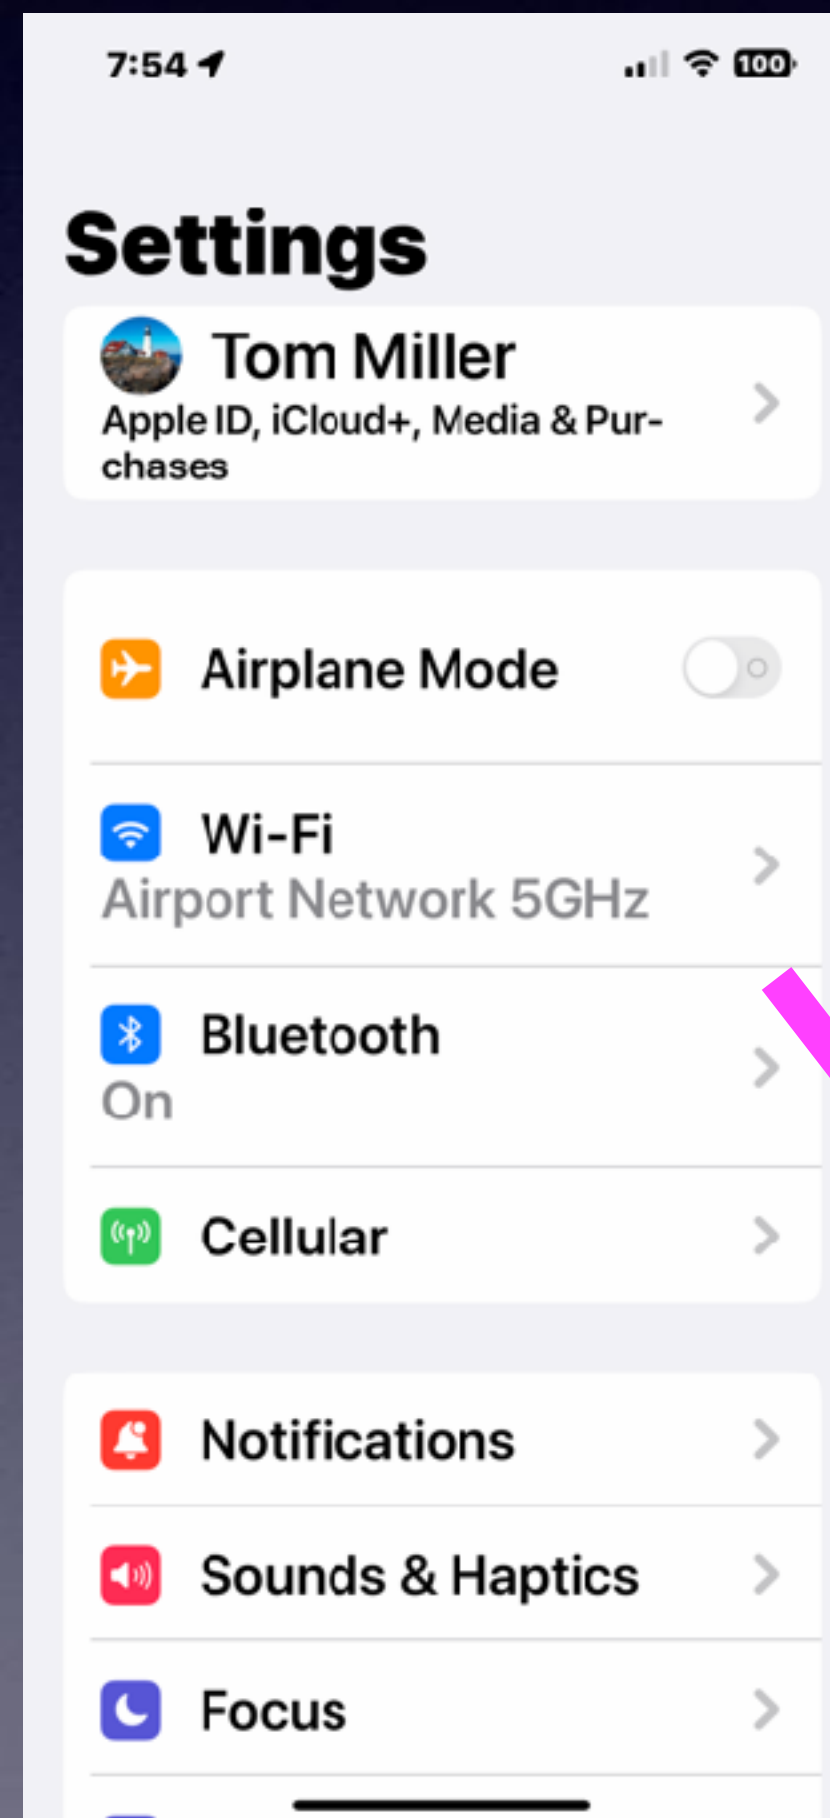 7:54
100
Settings
Tom Miller
Apple ID, iCloud+, Media & Pur-
chases
Airplane Mode
Wi-Fi
Airport Network 5GHz
Bluetooth
On
Cellular
Notifications
Sounds & Haptics
Focus